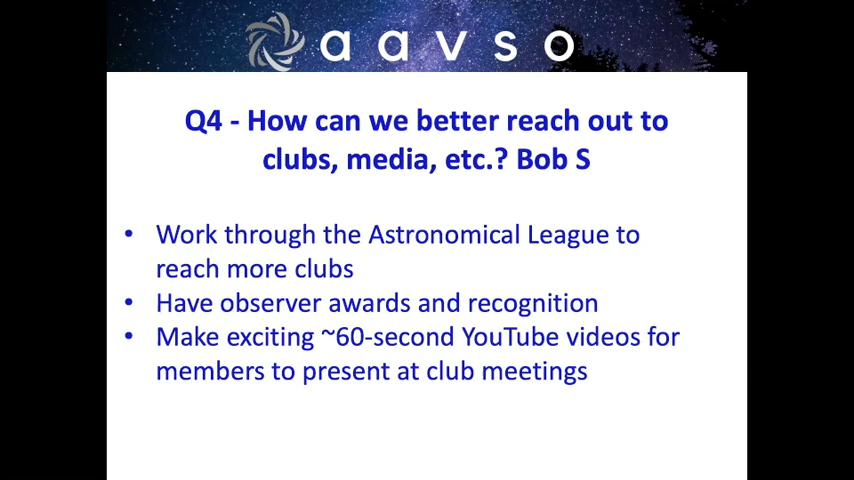 aavso
Q4 - How can we better reach out to
clubs, media, etc.? Bob S
• Work through the Astronomical League to
reach more clubs
• Have observer awards and recognition
• Make exciting ~60-second YouTube videos for
members to present at club meetings